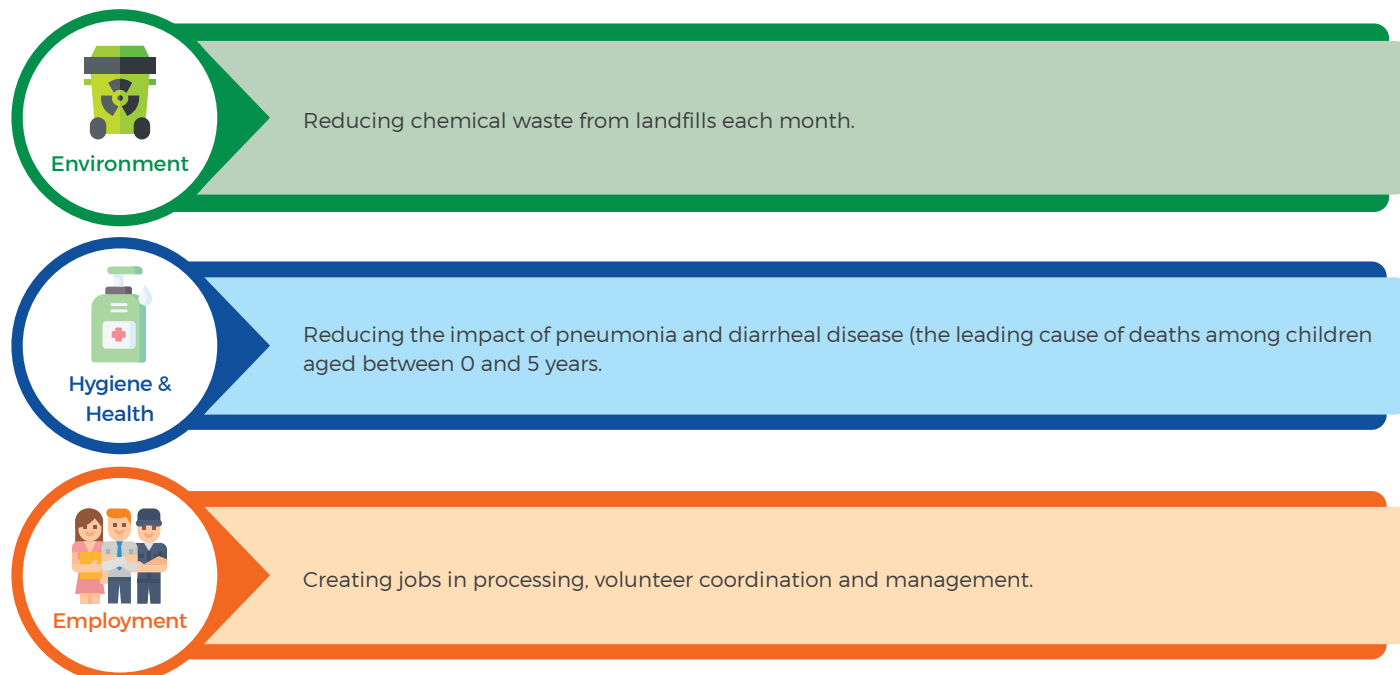 Environment
Reducing chemical waste from landfills each month.
Hygiene &
Health
Reducing the impact of pneumonia and diarrheal disease (the leading cause of deaths among children
aged between 0 and 5 years.
Employment
Creating jobs in processing, volunteer coordination and management.